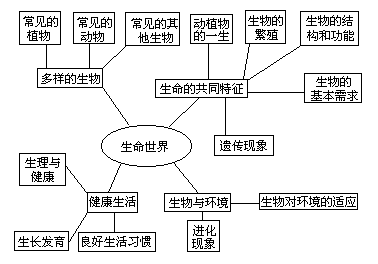 常见的
植物
常见的
动物
常见的其
他生物
动植物
的一生
生物的
繁殖
生物的结
构和功能
多样的生物
生命的共同特征
生物的
基本需求
生命世界
遗传现象
生理与
健康
健康生活
生物与环境
生物对环境的适应
生长发育
良好生活习惯
进化
现象